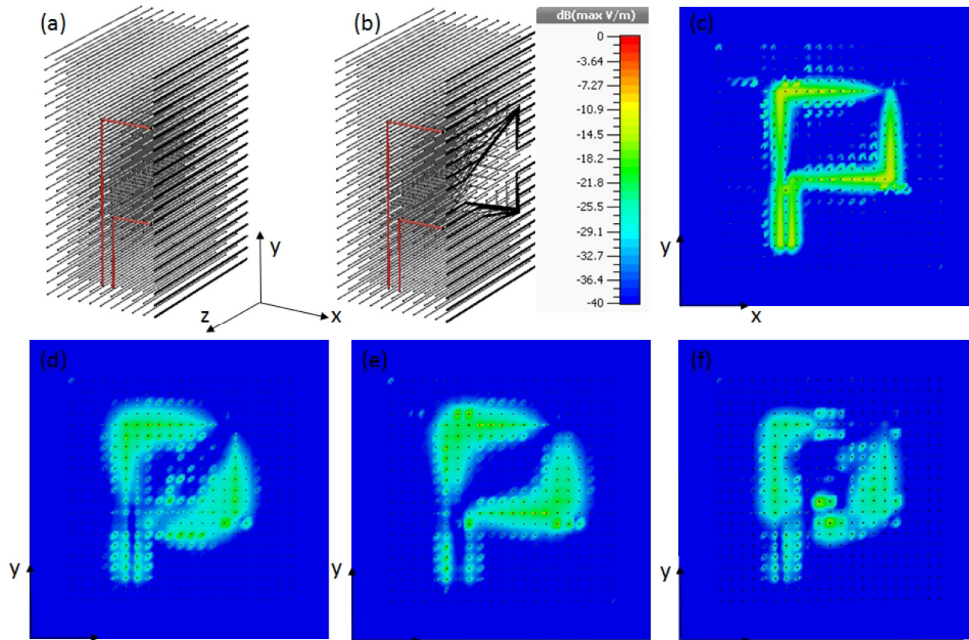 (a)
(b)
dB(max V/m)
0
-3.64
-7.27
-10.9
-14.5
-18.2
-21.8
-25.5
-29.1
-32.7
-36.4
-40
(c)
y
z
x
y
x
(d)
(e)
(f)
y
y
y